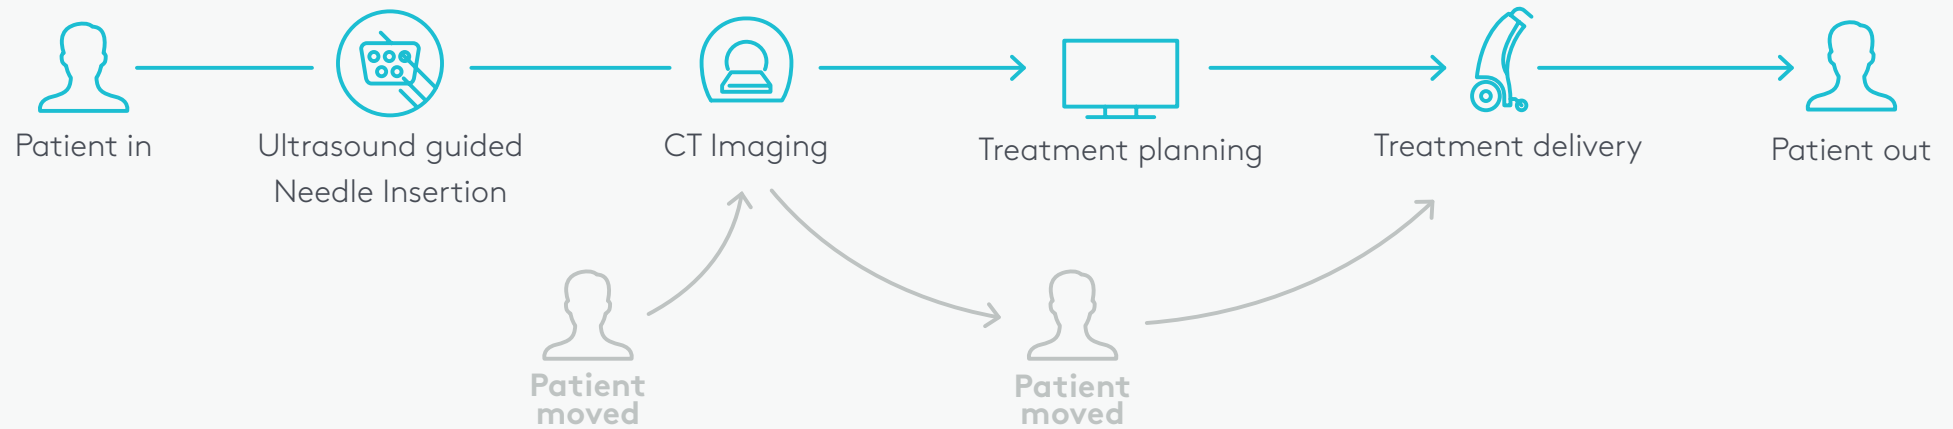 Patient in
Ultrasound guided
Needle Insertion
CT Imaging
Treatment planning
Treatment delivery
Patient out
Patient
moved
Patient
moved